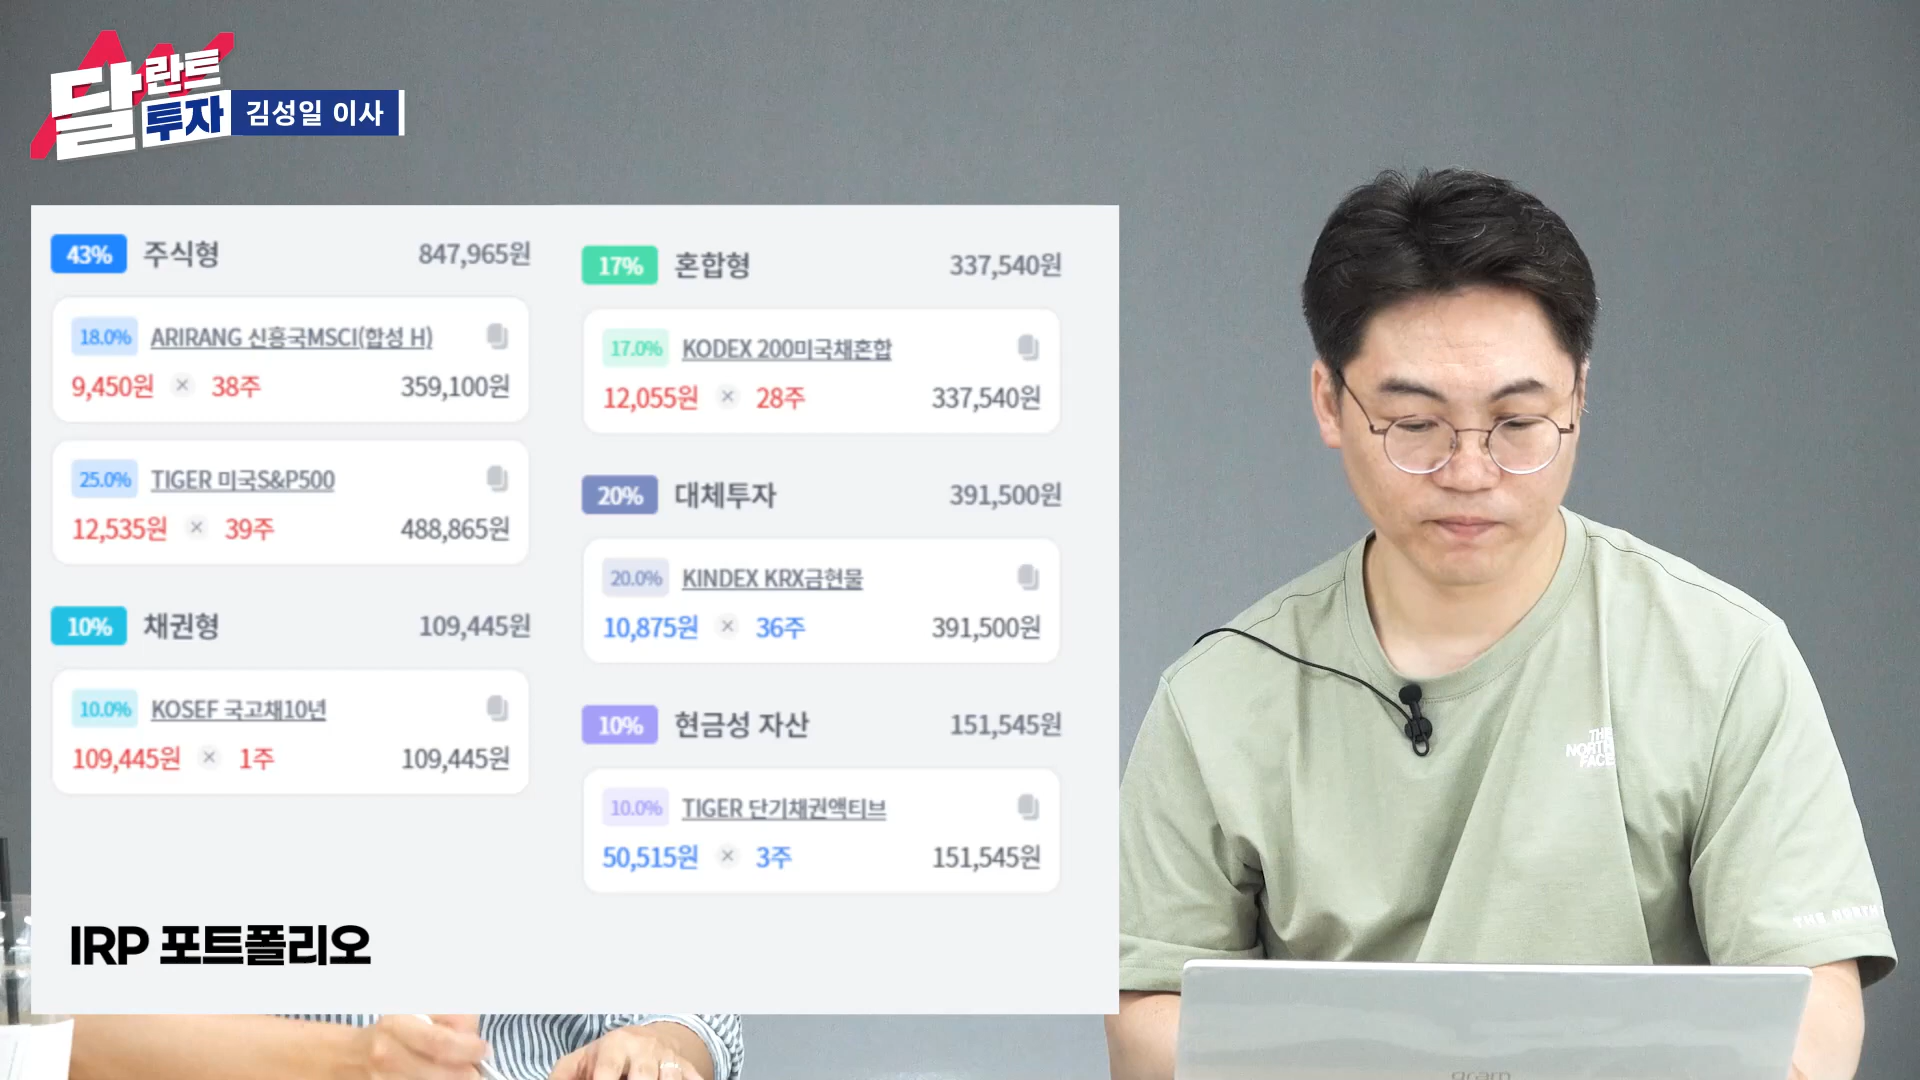 달란트
투자
김성일 이사
43% 주식형 847,965원
18.0% ARIRANG 신흥국MSCI(합성 H)
9,450원 × 38주 359,100원
25.0% TIGER 미국S&P500
12,535원 × 39주 488,865원
10% 채권형 109,445원
10.0% KOSEF 국고채10년
109,445원 × 1주 109,445원
17% 혼합형 337,540원
17.0% KODEX 200미국채혼합
12,055원 × 28주 337,540원
20% 대체투자 391,500원
20.0% KINDEX KRX금현물
10,875원 × 36주 391,500원
10% 현금성 자산 151,545원
10.0% TIGER 단기채권액티브
50,515원 × 3주 151,545원
IRP 포트폴리오
THE
NORTH
FACE
THE NORTH
gram